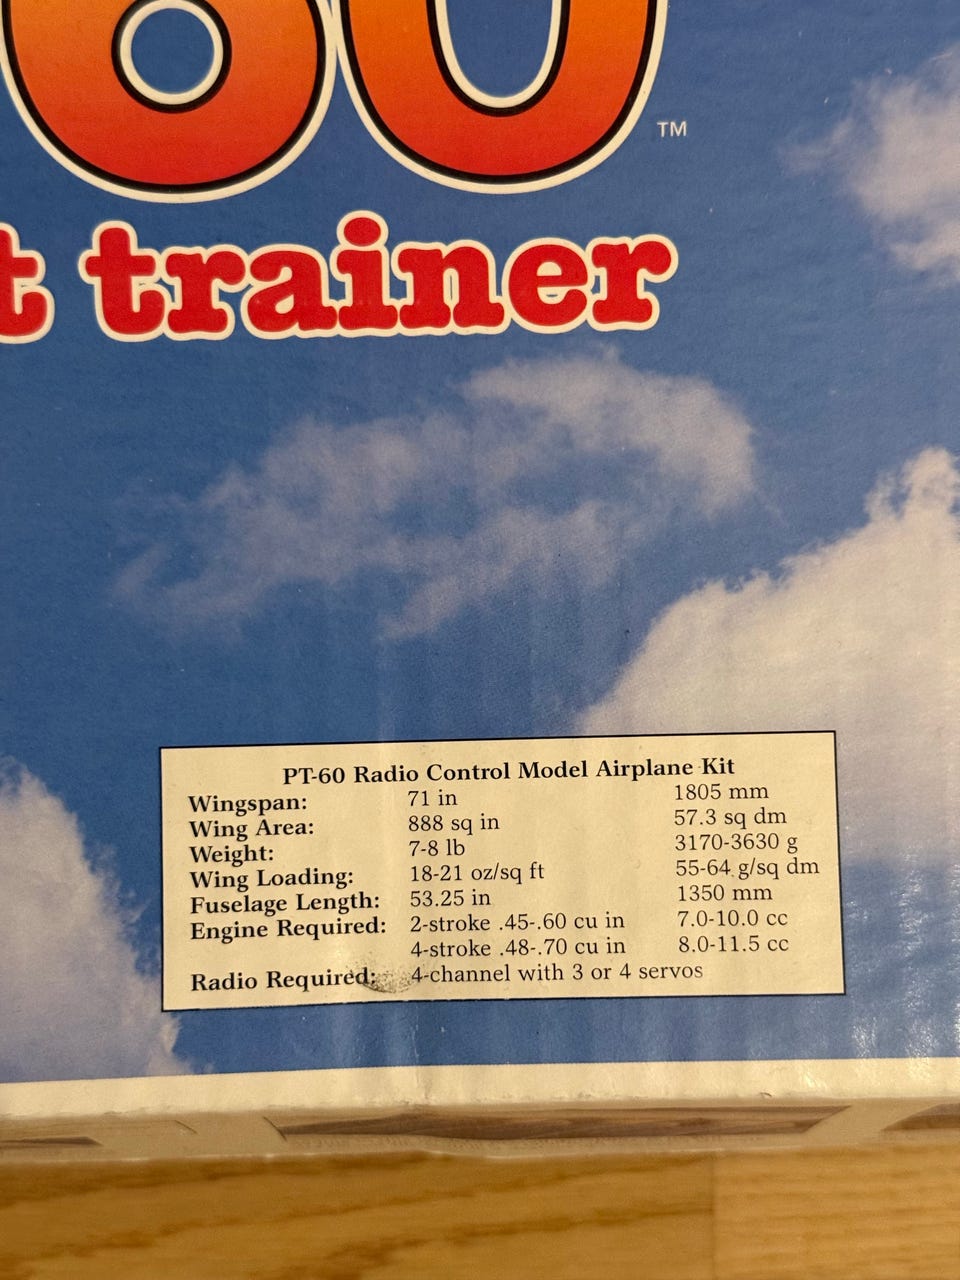 60 ™
t trainer
PT-60 Radio Control Model Airplane Kit
Wingspan: 71 in 1805 mm
Wing Area: 888 sq in 57.3 sq dm
Weight: 7-8 lb 3170-3630 g
Wing Loading: 18-21 oz/sq ft 55-64 g/sq dm
Fuselage Length: 53.25 in 1350 mm
Engine Required: 2-stroke .45-.60 cu in 7.0-10.0 cc
4-stroke .48-.70 cu in 8.0-11.5 cc
Radio Required: 4-channel with 3 or 4 servos